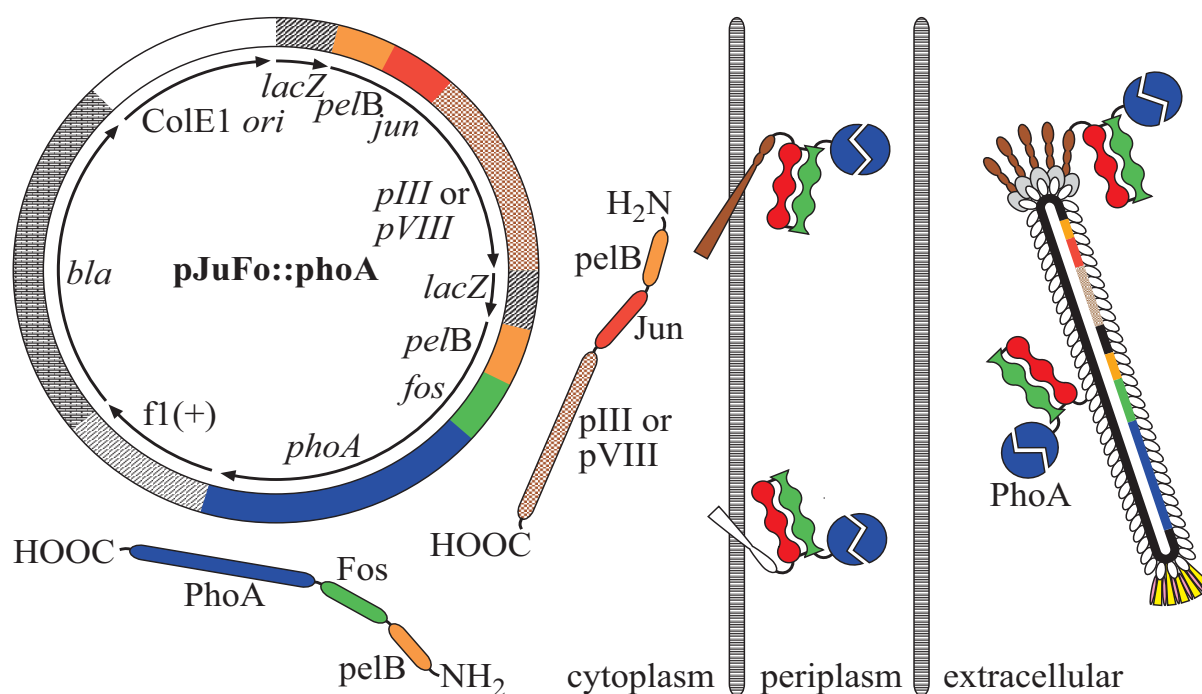 lacZ
pelB
jun
ColE1 ori
pIII or
pVIII
H2N
pelB
bla
pJuFo::phoA
lacZ
Jun
pelB
fos
f1(+)
phoA
pIII or
pVIII
PhoA
HOOC
HOOC
Fos
PhoA
pelB
NH2
cytoplasm
periplasm
extracellular